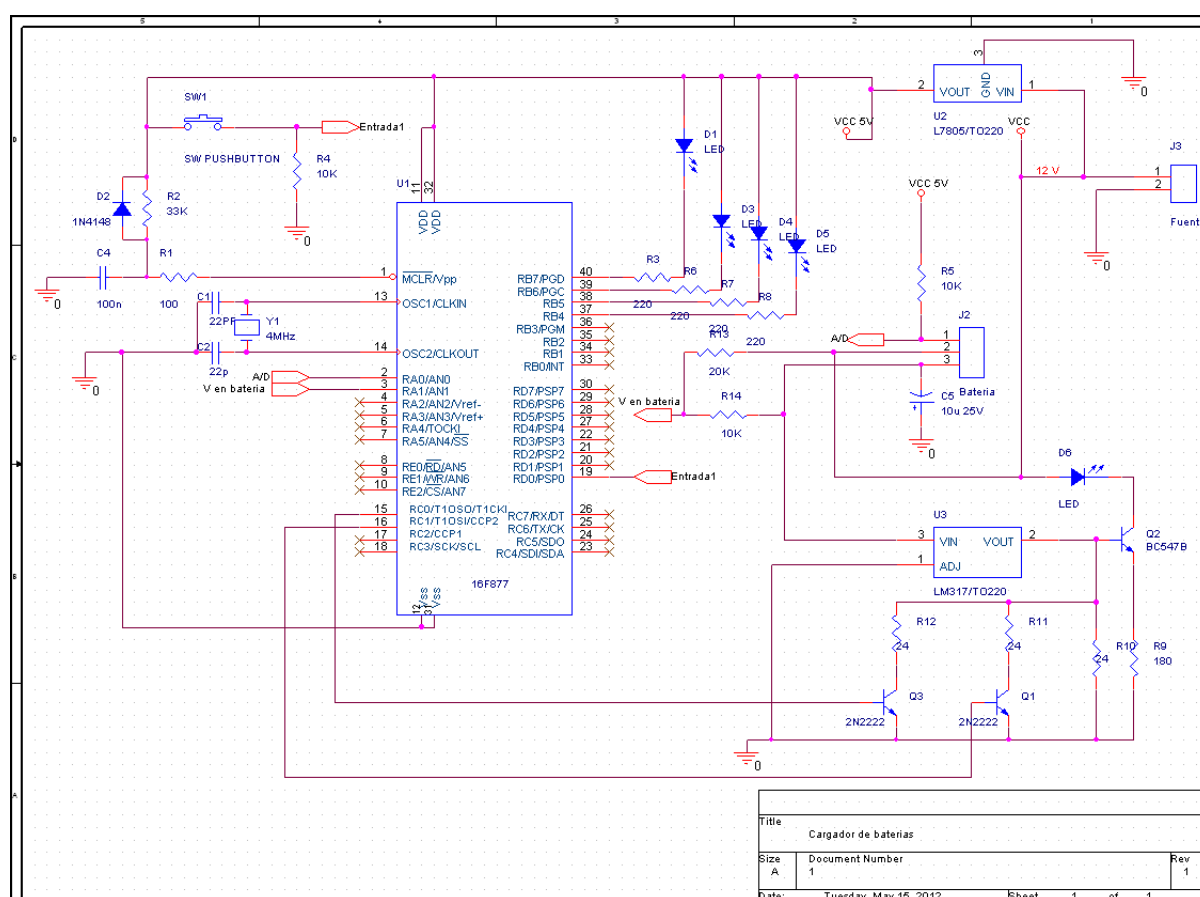 5
4
3
2
1
D
C
B
A
SW1
SW PUSHBUTTON
Entrada1
R4
10K
0
D2
1N4148
R2
33K
C4
100n
R1
100
0
C1
22PF
Y1
4MHz
C2
22p
0
A/D
V en bateria
U1
11
32
VDD
VDD
1
MCLR/Vpp
13
OSC1/CLKIN
14
OSC2/CLKOUT
2
RA0/AN0
3
RA1/AN1
4
RA2/AN2/Vref-
5
RA3/AN3/Vref+
6
RA4/TOCKI
7
RA5/AN4/SS
8
RE0/RD/AN5
9
RE1/WR/AN6
10
RE2/CS/AN7
15
RC0/T1OSO/T1CKI
16
RC1/T1OSI/CCP2
17
RC2/CCP1
18
RC3/SCK/SCL
12
31
Vss
Vss
16F877
40
RB7/PGD
39
RB6/PGC
38
RB5
37
RB4
36
RB3/PGM
35
RB2
34
RB1
33
RB0/INT
30
RD7/PSP7
29
RD6/PSP6
28
RD5/PSP5
27
RD4/PSP4
22
RD3/PSP3
21
RD2/PSP2
20
RD1/PSP1
19
RD0/PSP0
26
RC7/RX/DT
25
RC6/TX/CK
24
RC5/SDO
23
RC4/SDI/SDA
Entrada1
D1
LED
D3
LED
D4
LED
D5
LED
R3
220
R6
220
R7
220
R8
220
R13
20K
R14
10K
V en bateria
2
VOUT
GND
VIN
1
3
0
U2
L7805/TO220
VCC 5V
VCC
12 V
J3
1
2
Fuent
0
VCC 5V
R5
10K
A/D
J2
1
2
3
Bateria
C5
10u 25V
0
D6
LED
U3
3
VIN
VOUT
2
1
ADJ
LM317/TO220
Q2
BC547B
R12
24
R11
24
R10
24
R9
180
Q3
2N2222
Q1
2N2222
0
Title
Cargador de baterias
Size
A
Document Number
1
Rev
1
Date:
Tuesday, May 15, 2012
Sheet
1
of
1